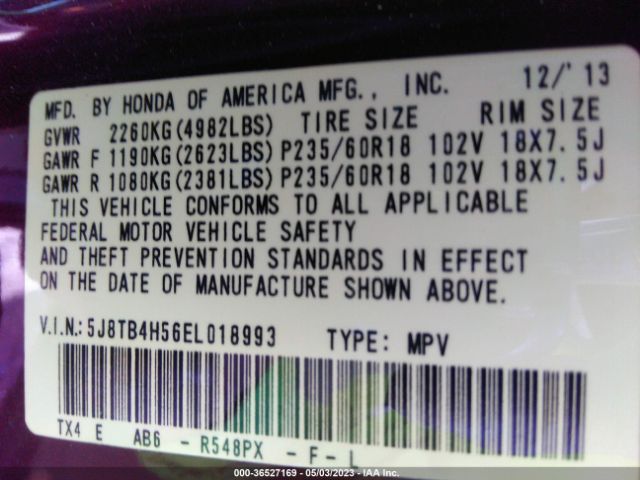 12/'13
MFD. BY HONDA OF AMERICA MFG., INC.
GVWR 2260KG(4982LBS) TIRE SIZE RIM SIZE
GAWR F 1190KG(2623LBS)P235/60R18 102V 18X7.5J
GAWR R 1080KG(2381LBS)P235/60R18 102V 18X7.5J
THIS VEHICLE CONFORMS TO ALL APPLICABLE
FEDERAL MOTOR VEHICLE SAFETY
AND THEFT PREVENTION STANDARDS IN EFFECT
ON THE DATE OF MANUFACTURE SHOWN ABOVE.
V.I.N.:5J8TB4H56EL018993 TYPE: MPV
TX4 E AB6 - R548PX - F - L
000-36527169 - 05/03/2023 - IAA Inc.